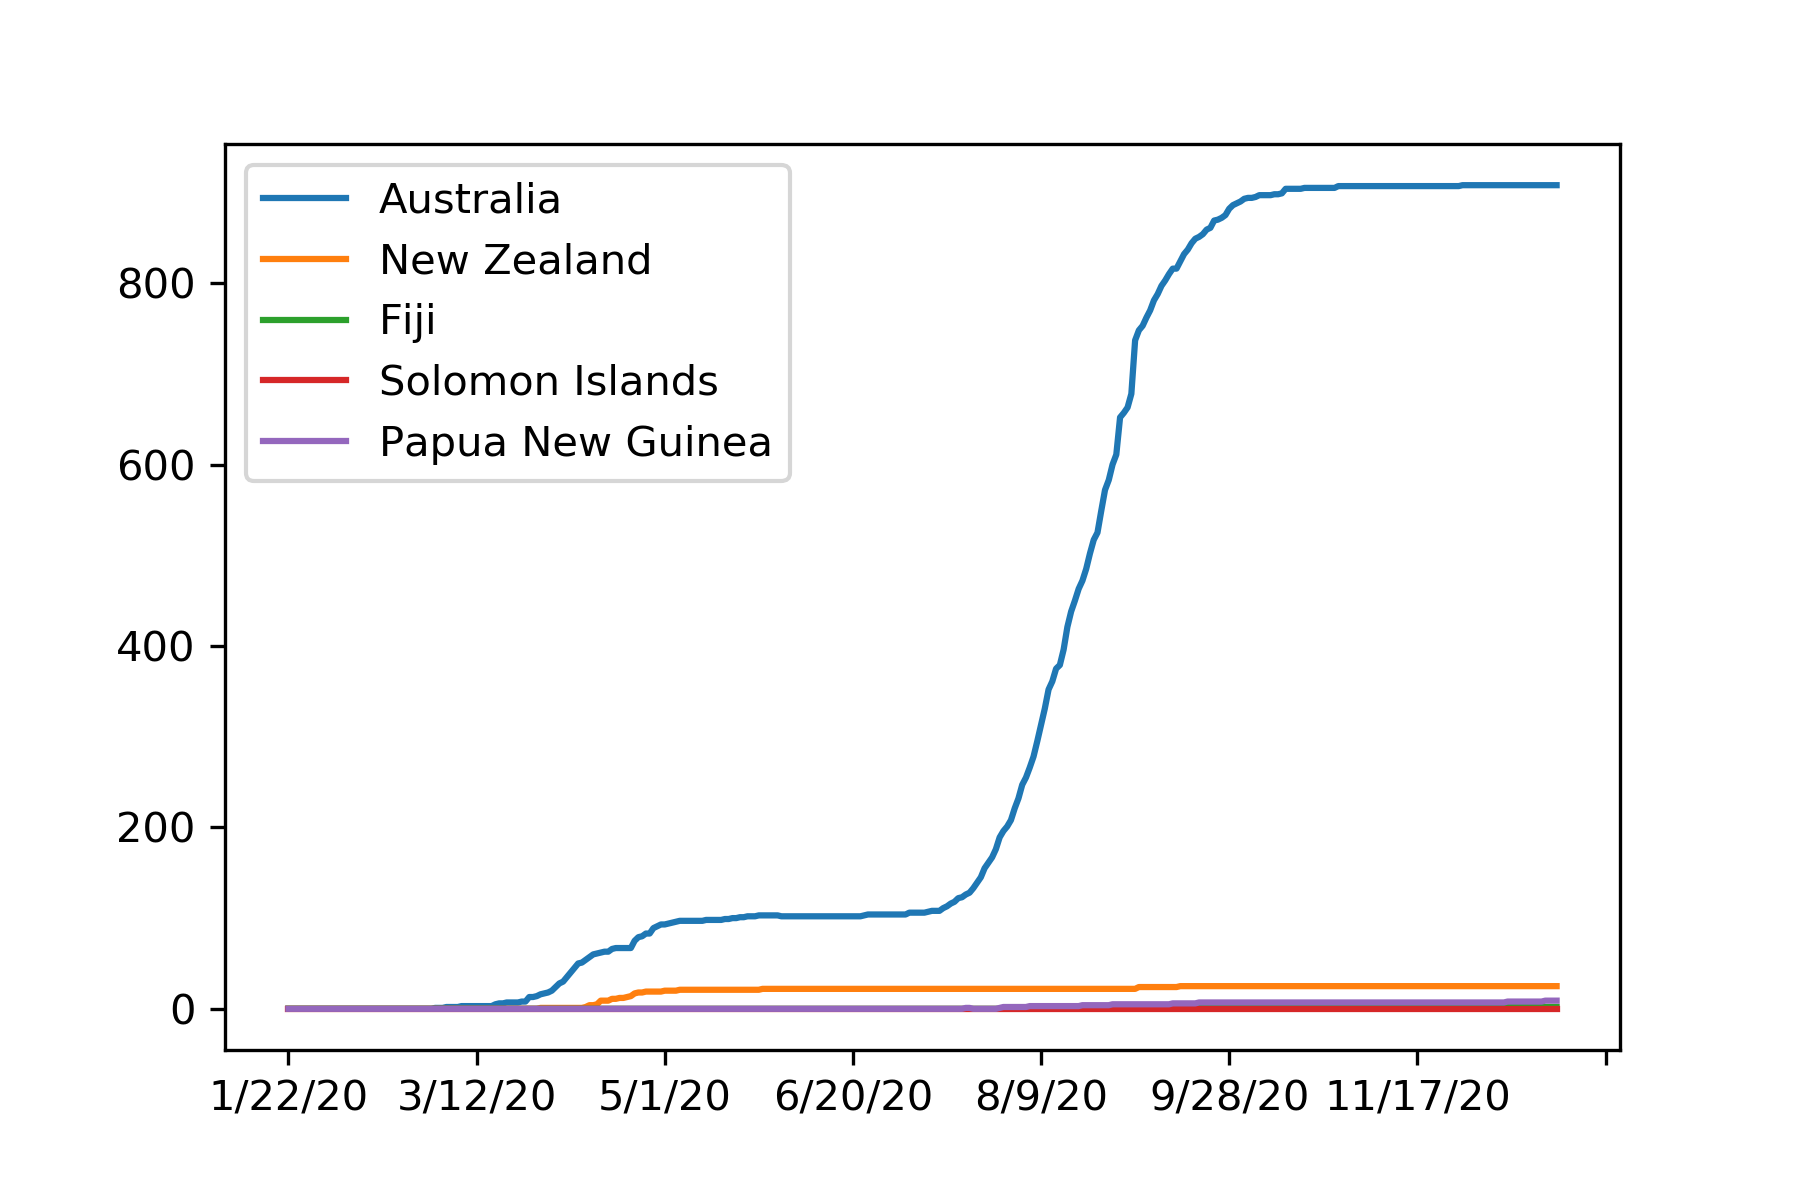 Australia
New Zealand
Fiji
Solomon Islands
Papua New Guinea
800
600
400
200
0
1/22/20 3/12/20 5/1/20 6/20/20 8/9/20 9/28/20 11/17/20